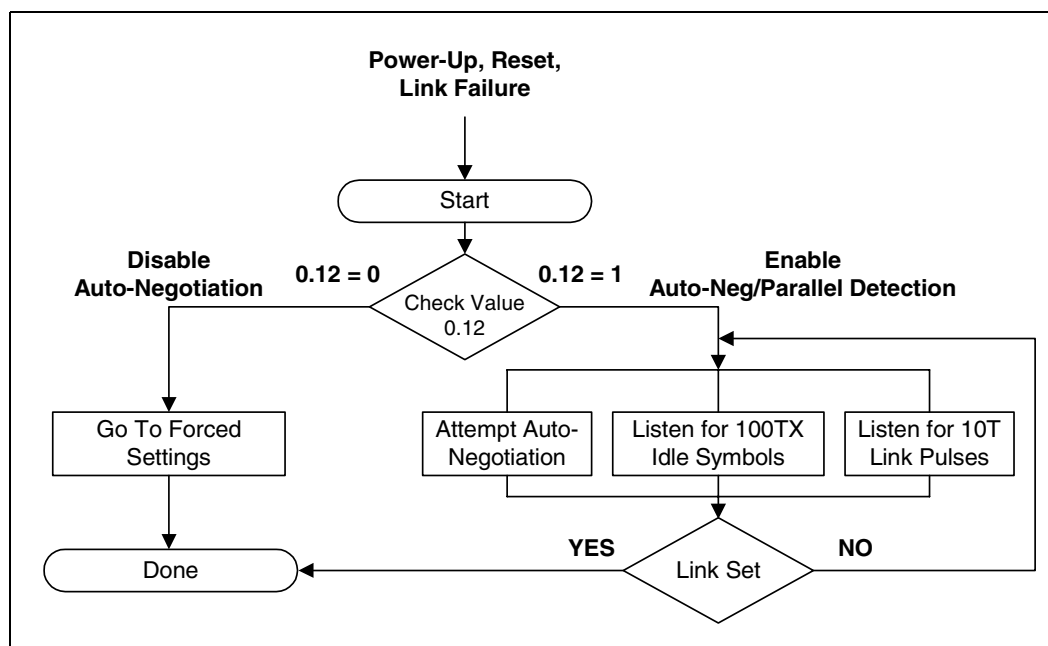 Power-Up, Reset,
Link Failure
Start
Disable
Auto-Negotiation
0.12 = 0
0.12 = 1
Enable
Auto-Neg/Parallel Detection
Check Value
0.12
Go To Forced
Settings
Attempt Auto-
Negotiation
Listen for 100TX
Idle Symbols
Listen for 10T
Link Pulses
Done
YES
Link Set
NO